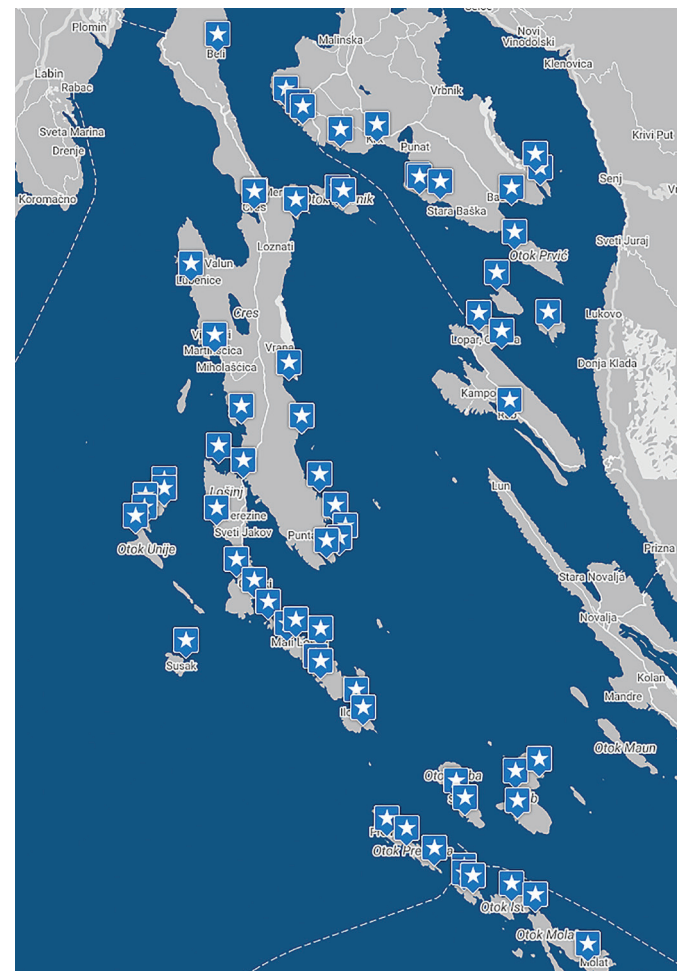 Plomin
Novi
Vinodolski
Malinska
Beli
Klenovica
Labin
Rabac
Vrbnik
Sveta Marina
Krivi Put
Drenje
Punat
Senj
Koromačno
Stara Baška
Sveti Juraj
Loznati
Otok Prvić
Valun
Lubenice
Cres
Lukovo
Lopar,
Martinšćica
Vrana
Miholašćica
Donja Klada
Kampo
Lun
Lošinj
Sveti Jakov
Punta
Otok Unije
Prizna
Stara Novalja
Novalja
Susak
Kolan
Mandre
Otok Maun
Otok Ist
Otok Mola
Molat